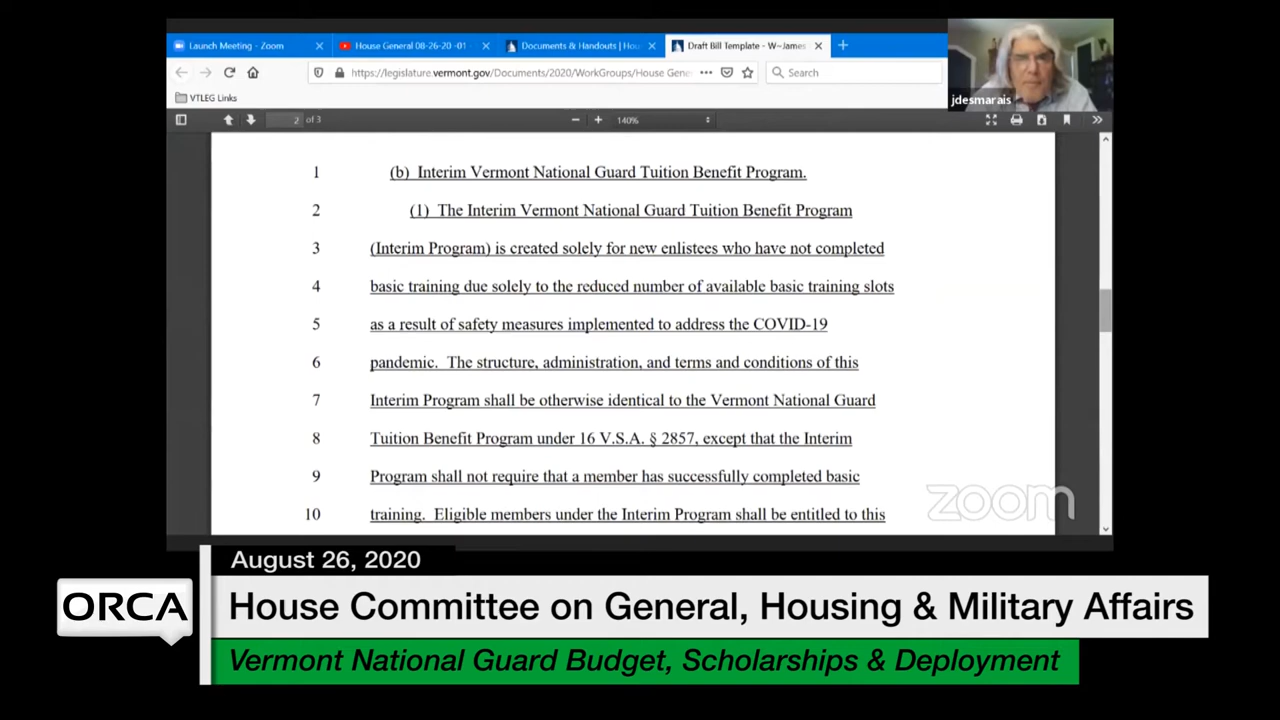 Launch Meeting - Zoom
House General 08-26-20 -01
Documents & Handouts | Hou
Draft Bill Template - W~James
https://legislature.vermont.gov/Documents/2020/WorkGroups/House Gene
Search
VTLEG Links
jdesmarais
2 of 3
140%
1 (b) Interim Vermont National Guard Tuition Benefit Program.
2 (1) The Interim Vermont National Guard Tuition Benefit Program
3 (Interim Program) is created solely for new enlistees who have not completed
4 basic training due solely to the reduced number of available basic training slots
5 as a result of safety measures implemented to address the COVID-19
6 pandemic. The structure, administration, and terms and conditions of this
7 Interim Program shall be otherwise identical to the Vermont National Guard
8 Tuition Benefit Program under 16 V.S.A. § 2857, except that the Interim
9 Program shall not require that a member has successfully completed basic
10 training. Eligible members under the Interim Program shall be entitled to this
zoom
August 26, 2020
ORCA
House Committee on General, Housing & Military Affairs
Vermont National Guard Budget, Scholarships & Deployment